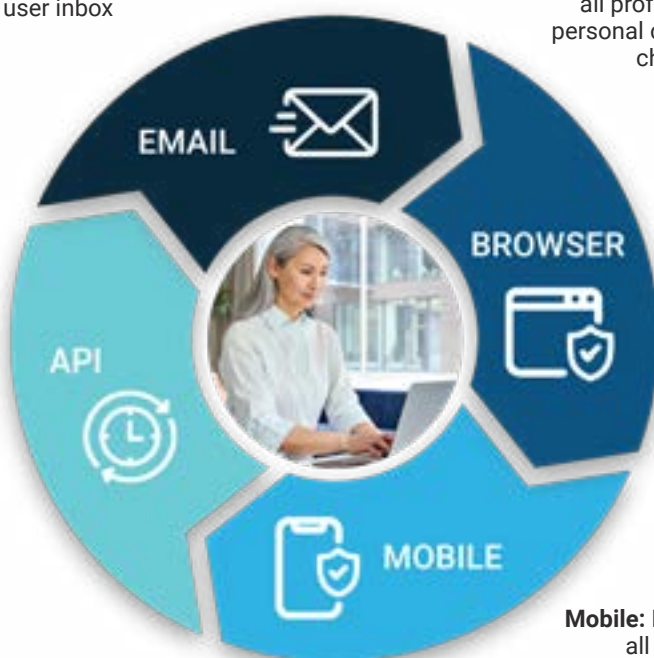 user inbox
all prof
personal
ch
EMAIL
BROWSER
API
MOBILE
Mobile:
all